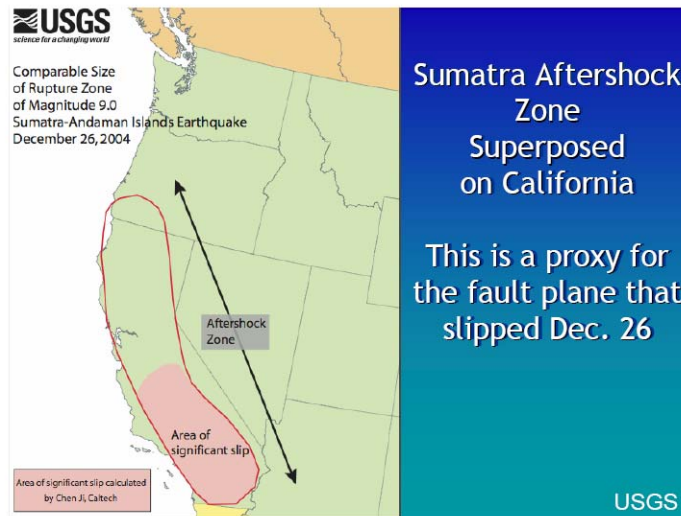 USGS
science for a changing world
Comparable Size
of Rupture Zone
of Magnitude 9.0
Sumatra-Andaman Islands Earthquake
December 26, 2004
Aftershock
Zone
Area of
significant slip
Area of significant slip calculated
by Chen Ji, Caltech
Sumatra Aftershock
Zone
Superposed
on California
This is a proxy for
the fault plane that
slipped Dec. 26
USGS